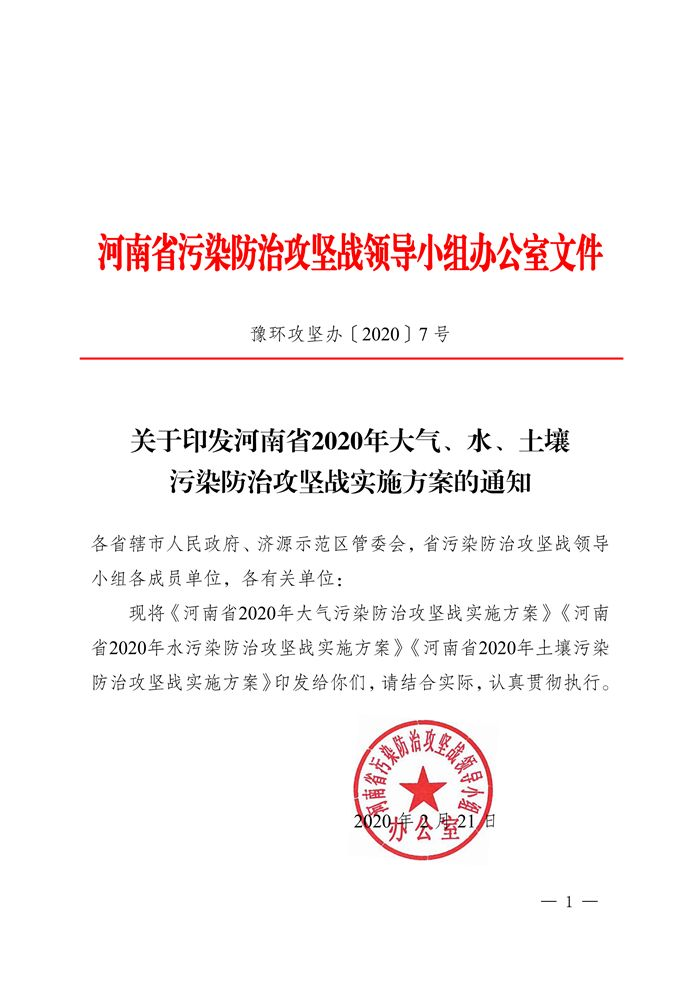 河南省污染防治攻坚战领导小组办公室文件
豫环攻坚办〔2020〕7 号
关于印发河南省2020年大气、水、土壤
污染防治攻坚战实施方案的通知
各省辖市人民政府、济源示范区管委会，省污染防治攻坚战领导
小组各成员单位，各有关单位：
现将《河南省2020年大气污染防治攻坚战实施方案》《河南
省2020年水污染防治攻坚战实施方案》《河南省2020年土壤污染
防治攻坚战实施方案》印发给你们，请结合实际，认真贯彻执行。
河南省污染防治攻坚战领导小组
办公室
2020 年 2 月 21 日
— 1 —